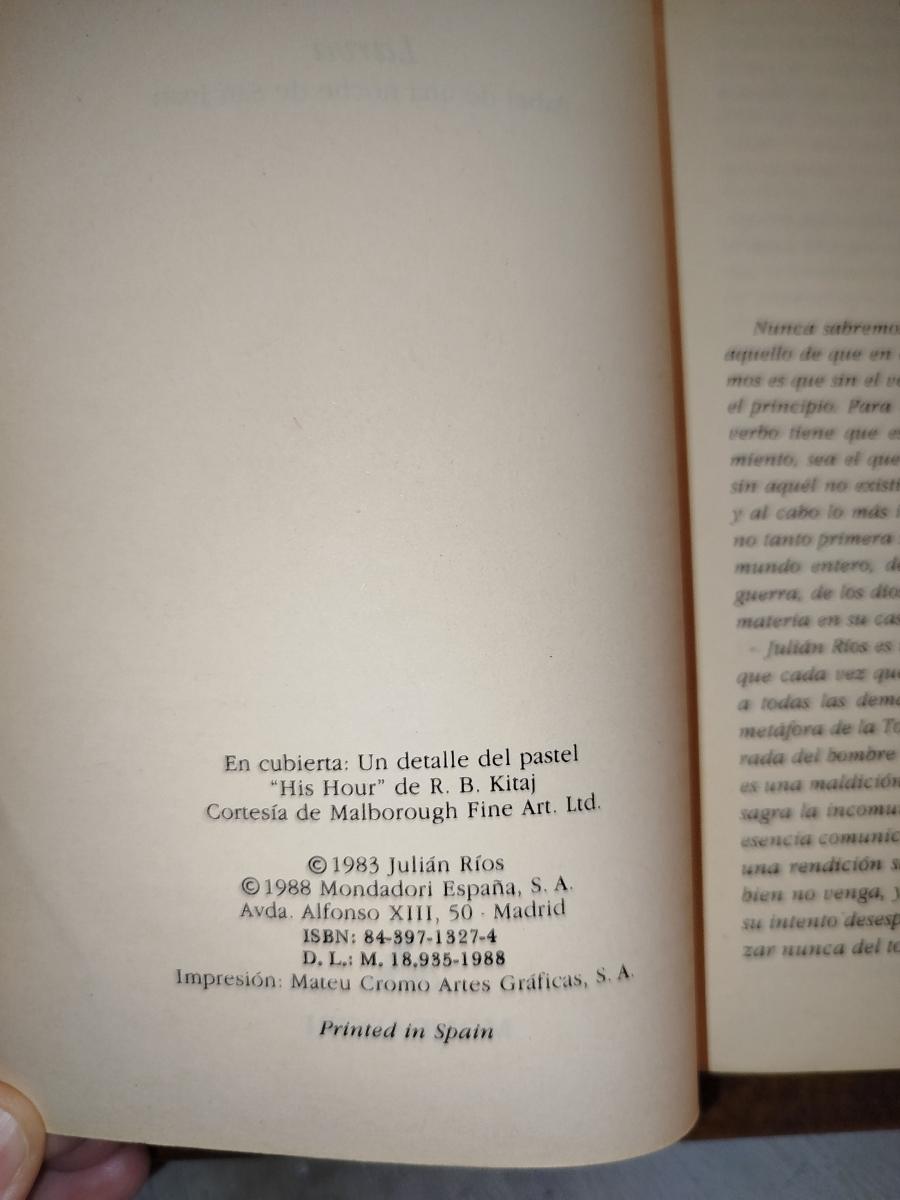 En cubierta: Un detalle del pastel
“His Hour” de R. B. Kitaj
Cortesía de Malborough Fine Art. Ltd.
©1983 Julián Ríos
©1988 Mondadori España, S. A.
Avda. Alfonso XIII, 50 - Madrid
ISBN: 84-397-1327-4
D. L.: M. 18.935-1988
Impresión: Mateu Cromo Artes Gráficas, S. A.
Printed in Spain
Nunca sabremo
aquello de que en
mos es que sin el
el principio. Para
verbo tiene que
miento, sea el que
sin aquél no
y al cabo lo más
no tanto primera
mundo entero,
guerra, de los
materia en su
- Julián Ríos es
que cada vez
a todas las
metáfora de la
rada del hombre
es una maldición
sagra la
esencia
una rendición
bien no venga,
su intento
zar nunca del